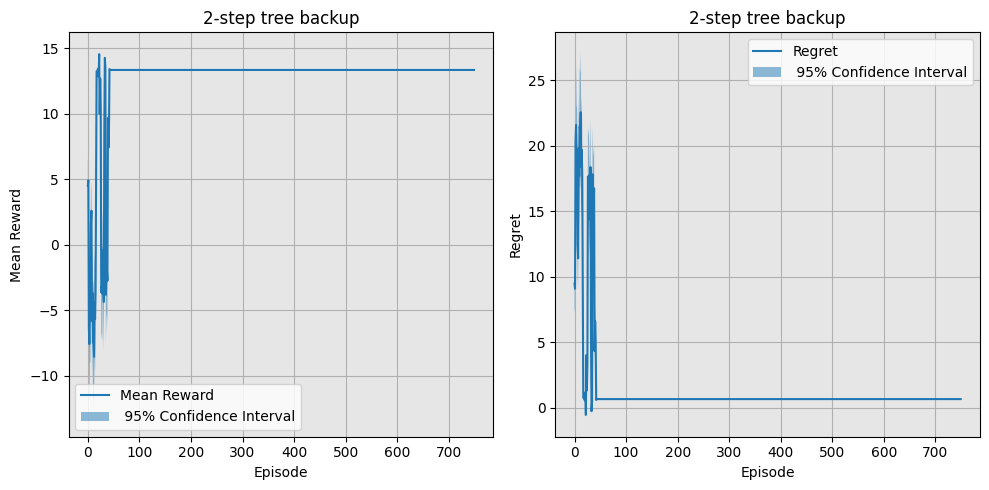 2-step tree backup
15
10
5
0
−5
−10
Mean Reward
Mean Reward
95% Confidence Interval
0 100 200 300 400 500 600 700
Episode
2-step tree backup
25
20
15
10
5
0
Regret
Regret
95% Confidence Interval
0 100 200 300 400 500 600 700
Episode